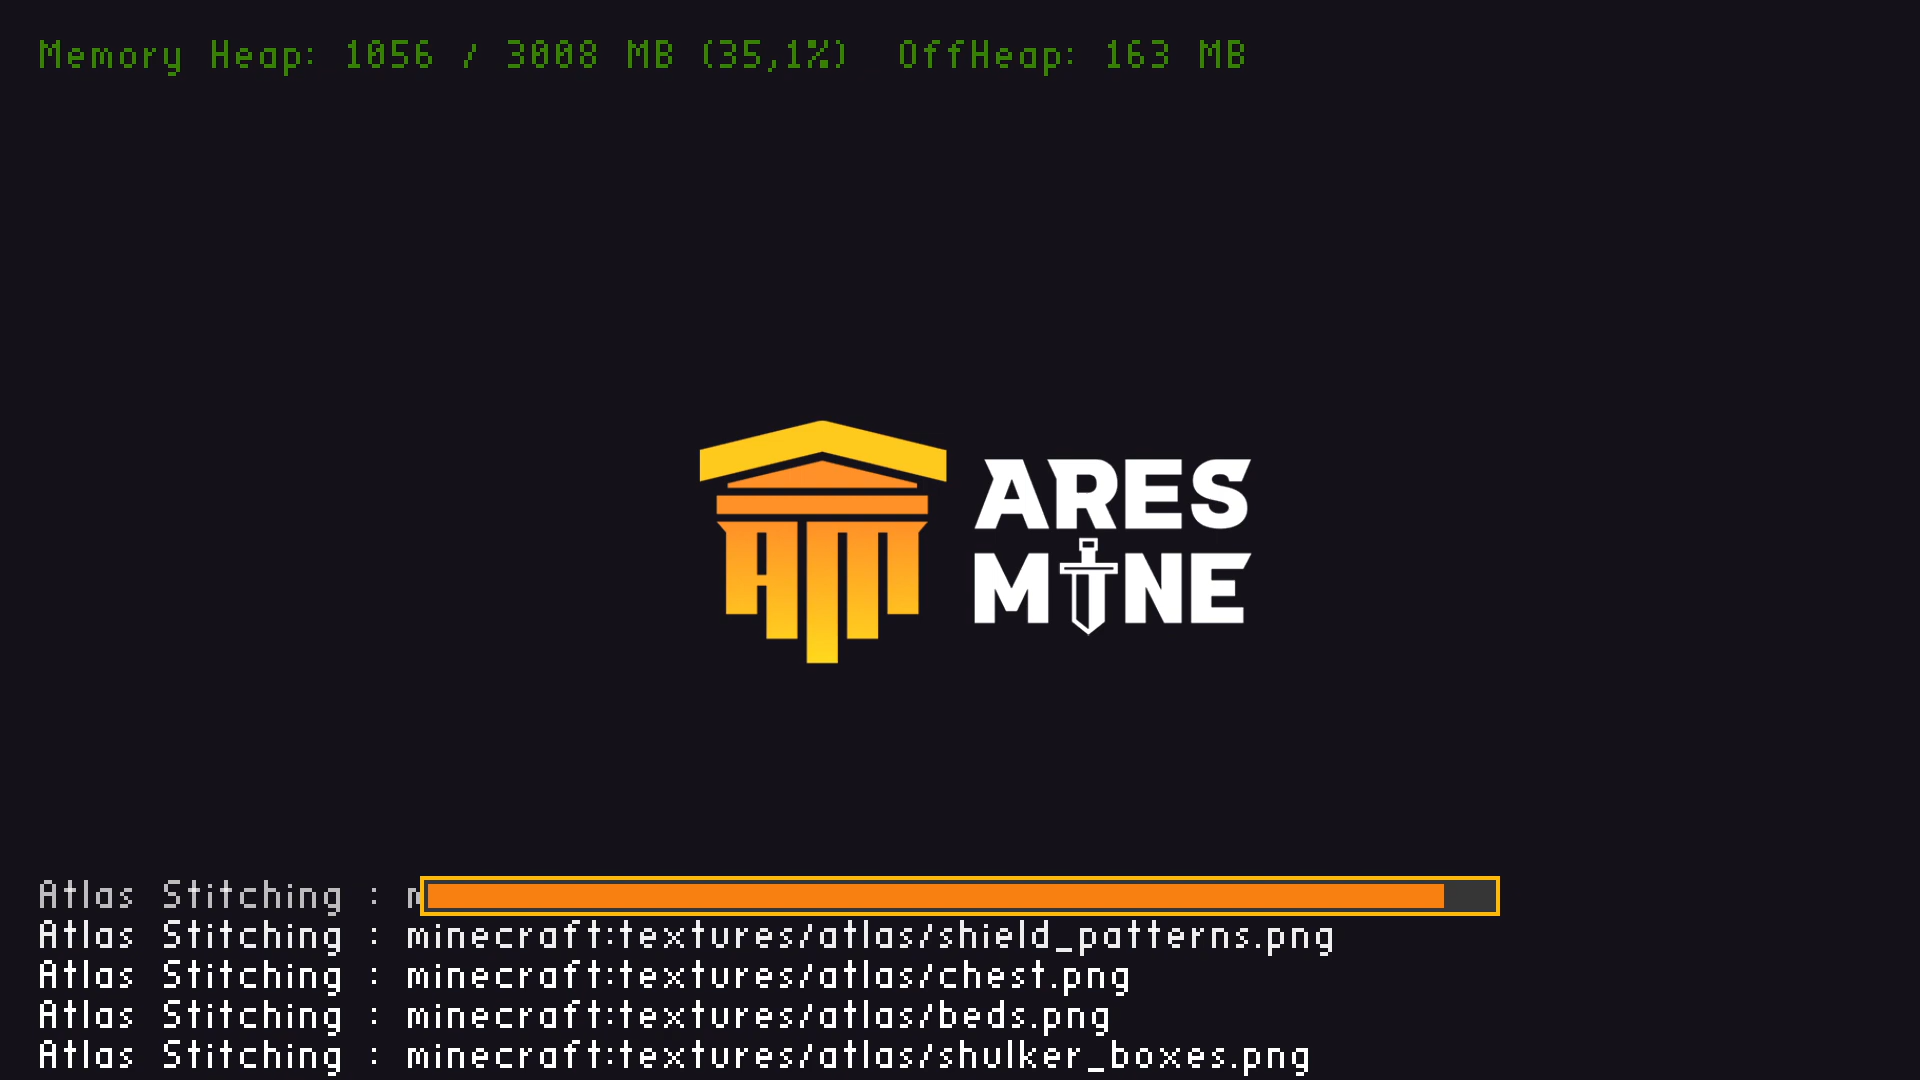 Memory Heap: 1056 / 3008 MB (35,1%)  OffHeap: 163 MB
AM
ARES
MINE
Atlas Stitching :
Atlas Stitching : minecraft:textures/atlas/shield_patterns.png
Atlas Stitching : minecraft:textures/atlas/chest.png
Atlas Stitching : minecraft:textures/atlas/beds.png
Atlas Stitching : minecraft:textures/atlas/shulker_boxes.png